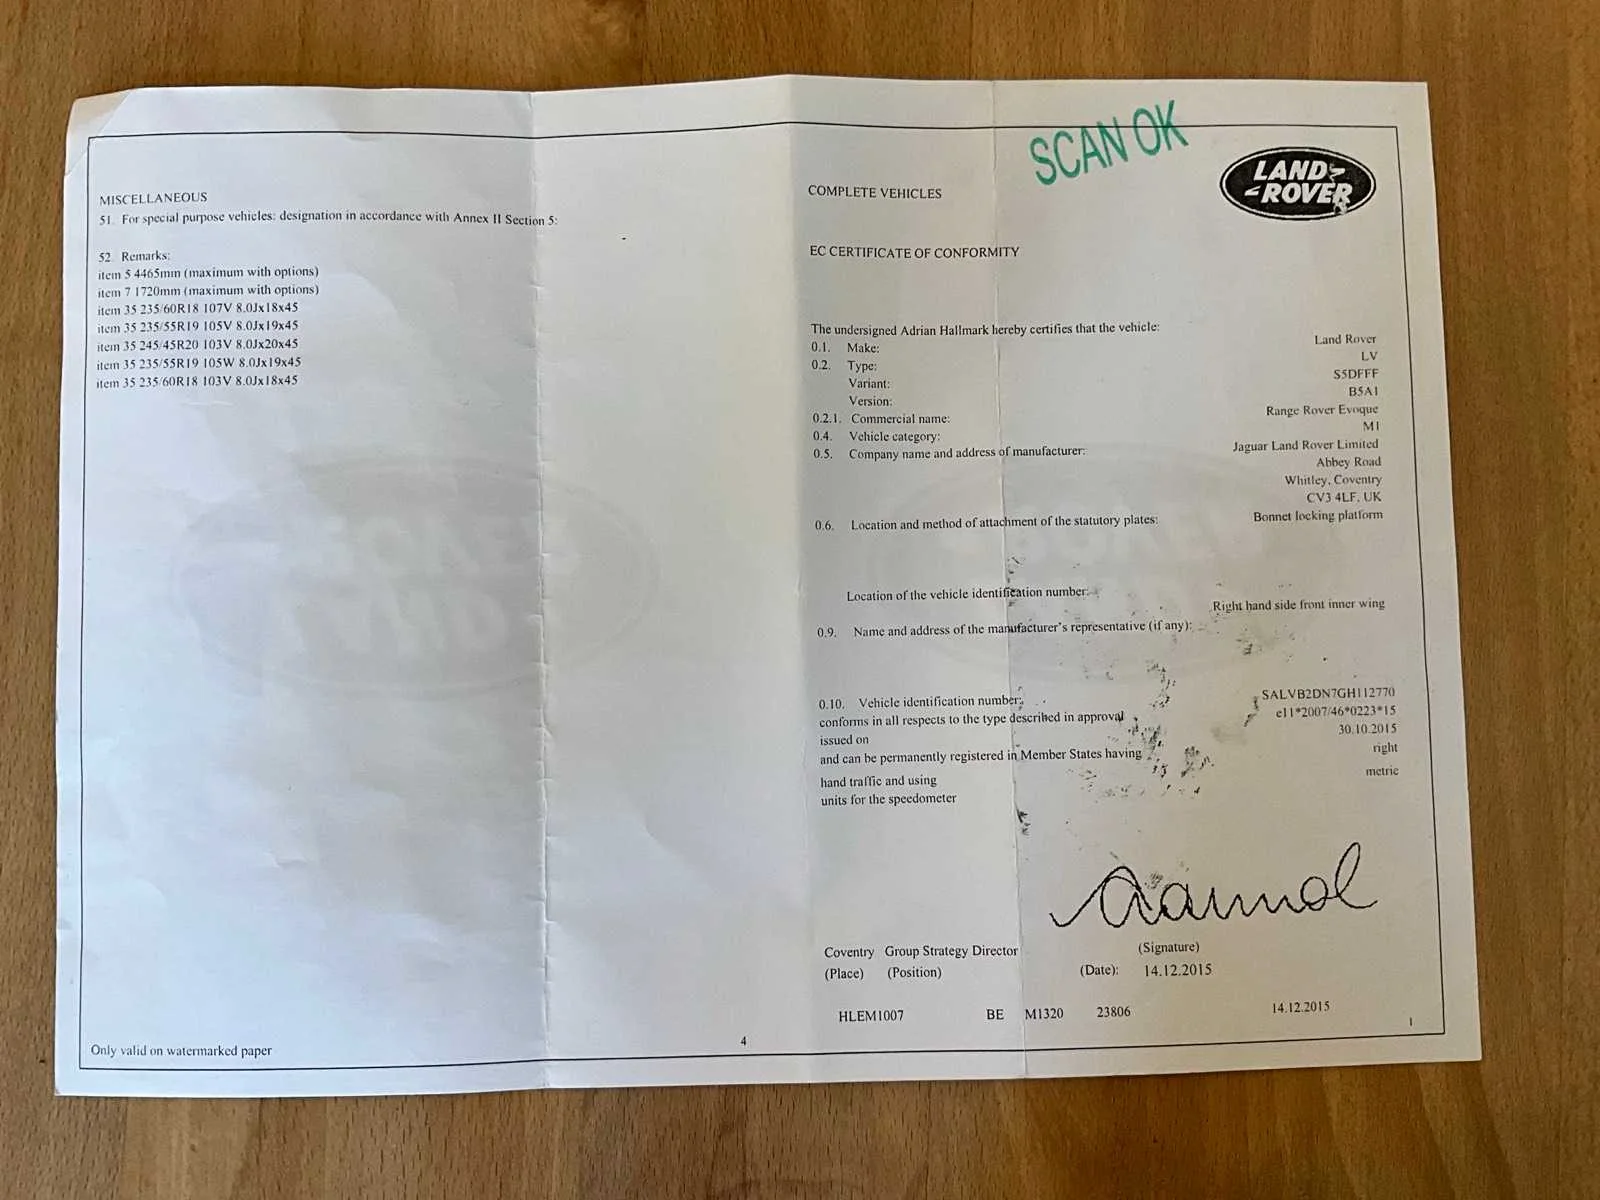 MISCELLANEOUS
51. For special purpose vehicles: designation in accordance with Annex II Section 5:
52. Remarks:
item 5 4465mm (maximum with options)
item 7 1720mm (maximum with options)
item 35 235/60R18 107V 8.0Jx18x45
item 35 235/55R19 105V 8.0Jx19x45
item 35 245/45R20 103V 8.0Jx20x45
item 35 235/55R19 105W 8.0Jx19x45
item 35 235/60R18 103V 8.0Jx18x45
Only valid on watermarked paper
4
SCAN OK
LAND ROVER
COMPLETE VEHICLES
EC CERTIFICATE OF CONFORMITY
The undersigned Adrian Hallmark hereby certifies that the vehicle:
0.1. Make: Land Rover
0.2. Type: LV
Variant: S5DFFF
Version: B5A1
0.2.1. Commercial name: Range Rover Evoque
0.4. Vehicle category: M1
0.5. Company name and address of manufacturer: Jaguar Land Rover Limited
Abbey Road
Whitley, Coventry
CV3 4LF, UK
0.6. Location and method of attachment of the statutory plates: Bonnet locking platform
Location of the vehicle identification number: Right hand side front inner wing
0.9. Name and address of the manufacturer's representative (if any):
0.10. Vehicle identification number: SALVB2DN7GH112770
conforms in all respects to the type described in approval e11*2007/46*0223*15
issued on 30.10.2015
and can be permanently registered in Member States having right
hand traffic and using metric
units for the speedometer
Coventry Group Strategy Director (Signature)
(Place) (Position) (Date): 14.12.2015
HLEM1007 BE M1320 23806 14.12.2015
1